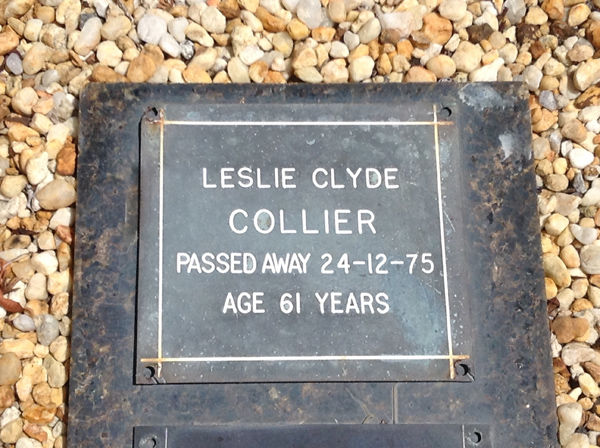 LESLIE CLYDE
COLLIER
PASSED AWAY 24-12-75
AGE 61 YEARS